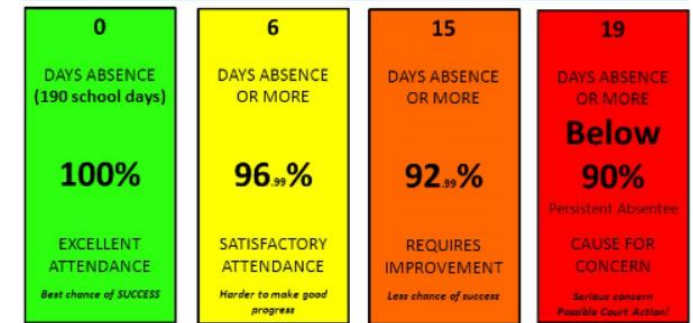 0
DAYS ABSENCE
(190 school days)
100%
EXCELLENT
ATTENDANCE
Best chance of SUCCESS
6
DAYS ABSENCE
OR MORE
96.99%
SATISFACTORY
ATTENDANCE
Harder to make good
progress
15
DAYS ABSENCE
OR MORE
92.99%
REQUIRES
IMPROVEMENT
Less chance of success
19
DAYS ABSENCE
OR MORE
Below
90%
Persistent Absentee
CAUSE FOR
CONCERN
Serious concern
Possible Court Action!